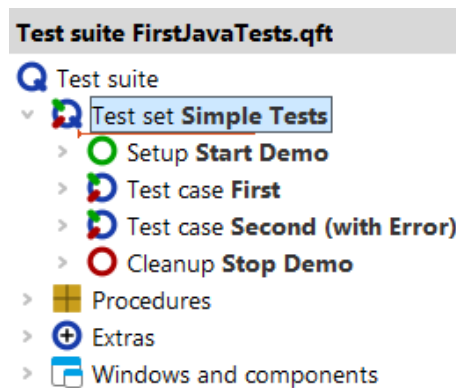 Test suite FirstJavaTests.qft
Test suite
Test set Simple Tests
Setup Start Demo
Test case First
Test case Second (with Error)
Cleanup Stop Demo
Procedures
Extras
Windows and components